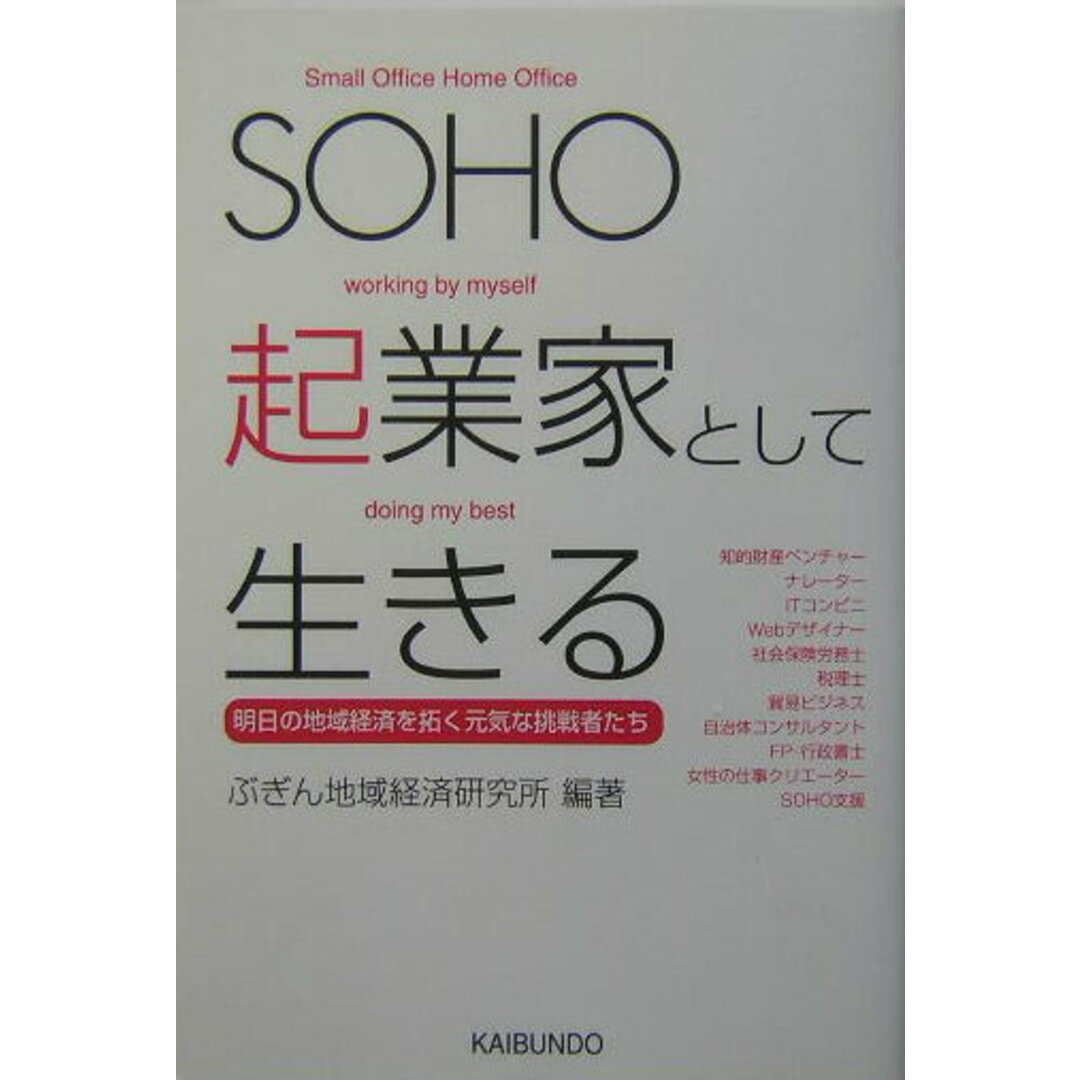 Small Office Home Office
SOHO
working by myself
起業家として
doing my best
生きる
明日の地域経済を拓く元気な挑戦者たち
ぶぎん地域経済研究所 編著
知的財産ベンチャー
ナレーター
ITコンビニ
Webデザイナー
社会保険労務士
税理士
貿易ビジネス
自治体コンサルタント
FP・行政書士
女性の仕事クリエーター
SOHO支援
KAIBUNDO